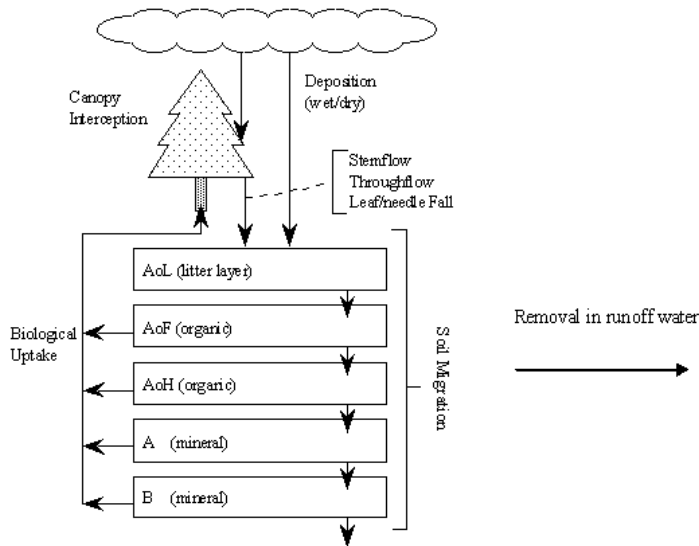 Deposition
(wet/dry)
Canopy
Interception
Stemflow
Throughflow
Leaf/needle Fall
AoL (litter layer)
AoF (organic)
AoH (organic)
A (mineral)
B (mineral)
Biological
Uptake
Soil Migration
Removal in runoff water